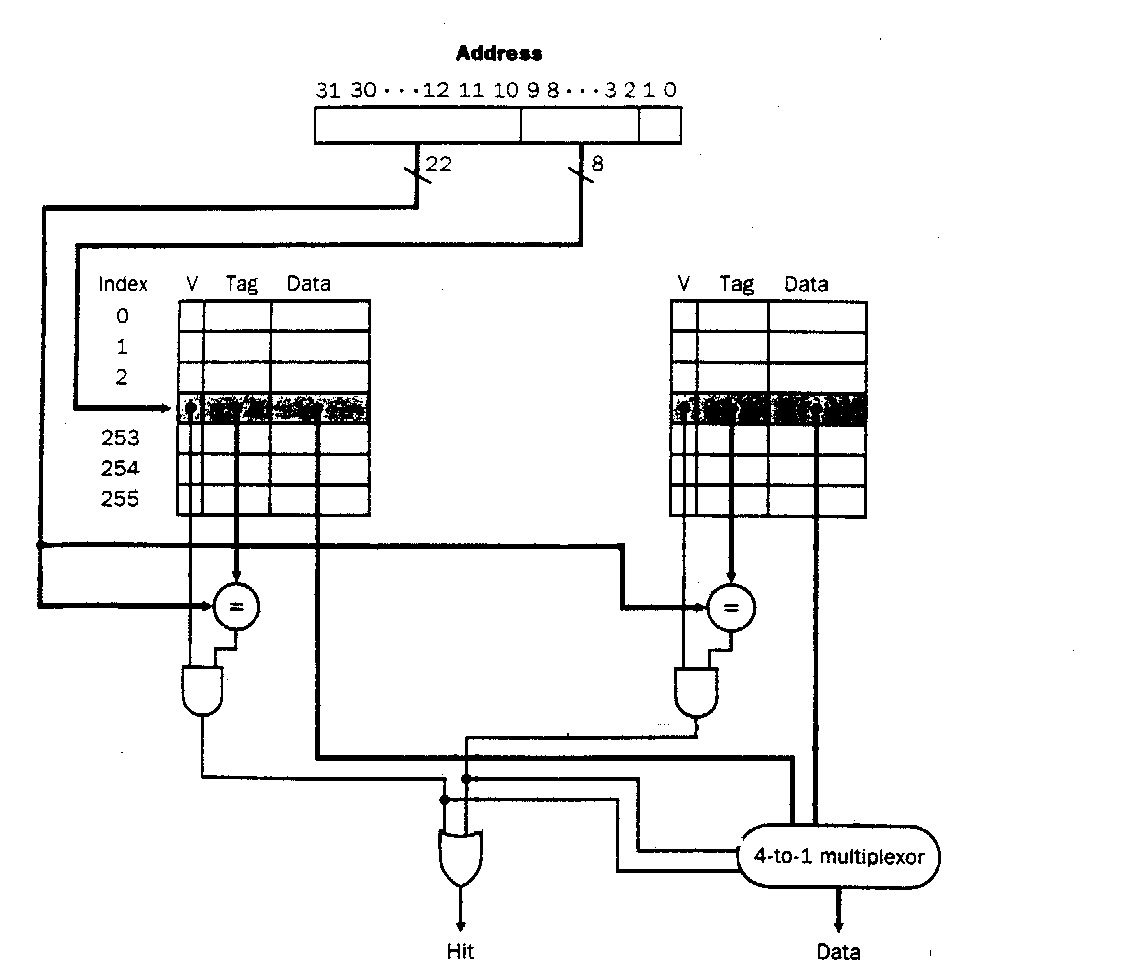 Address
31 30 · · · 12 11 10 9 8 · · · 3 2 1 0
22 8
Index V Tag Data V Tag Data
0
1
2
253
254
255
= =
4-to-1 multiplexor
Hit Data